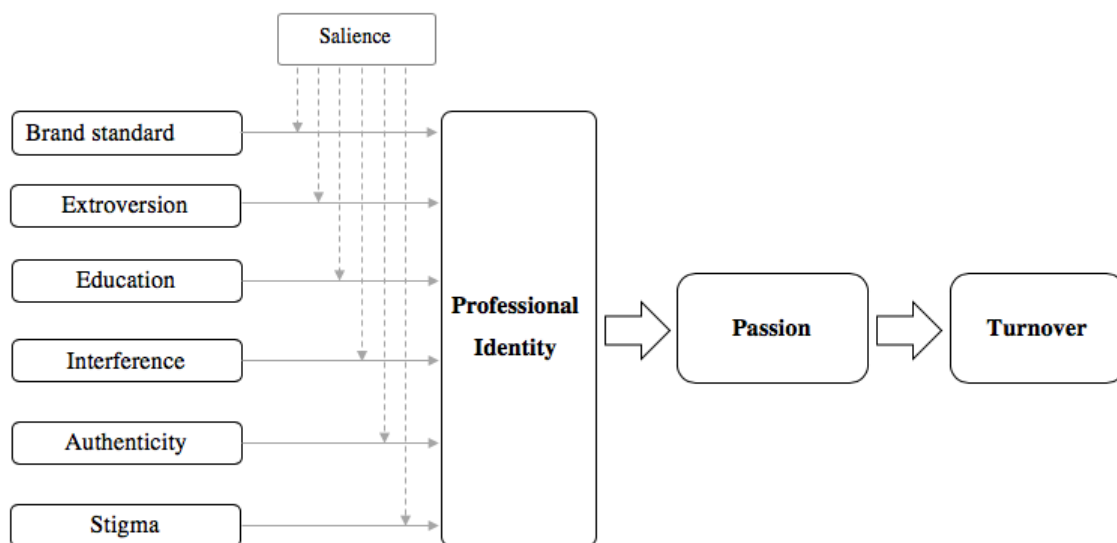 Salience
Brand standard
Extroversion
Education
Interference
Authenticity
Stigma
Professional
Identity
Passion
Turnover